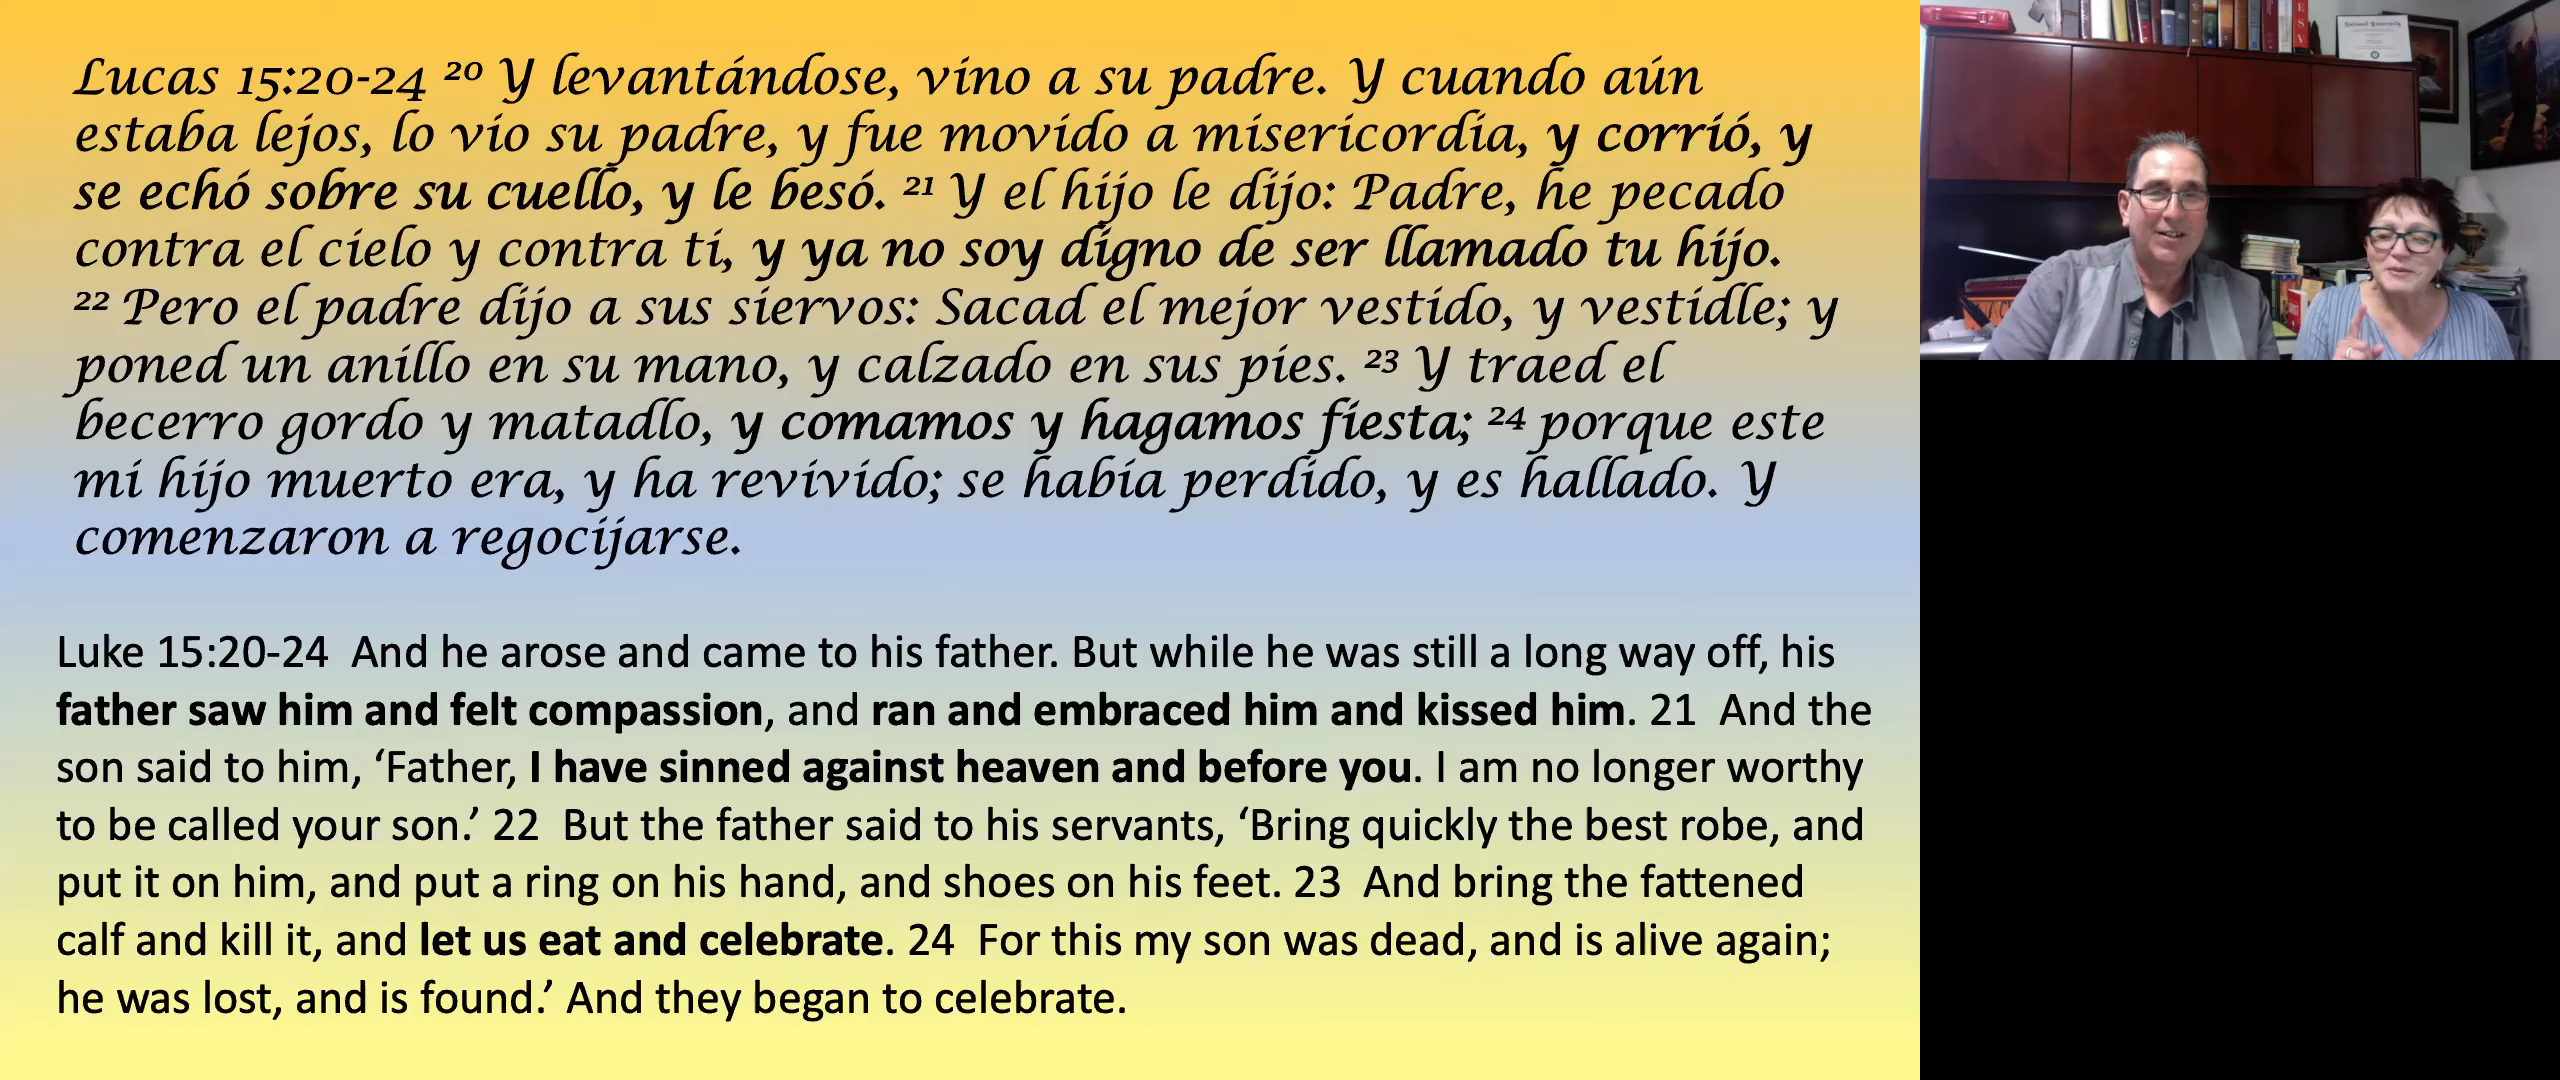 Lucas 15:20-24 ²⁰ Y levantándose, vino a su padre. Y cuando aún
estaba lejos, lo vio su padre, y fue movido a misericordia, y corrió, y
se echó sobre su cuello, y le besó. ²¹ Y el hijo le dijo: Padre, he pecado
contra el cielo y contra ti, y ya no soy digno de ser llamado tu hijo.
²² Pero el padre dijo a sus siervos: Sacad el mejor vestido, y vestidle; y
poned un anillo en su mano, y calzado en sus pies. ²³ Y traed el
becerro gordo y matadlo, y comamos y hagamos fiesta; ²⁴ porque este
mi hijo muerto era, y ha revivido; se había perdido, y es hallado. Y
comenzaron a regocijarse.
Luke 15:20-24  And he arose and came to his father. But while he was still a long way off, his
father saw him and felt compassion, and ran and embraced him and kissed him. 21  And the
son said to him, ‘Father, I have sinned against heaven and before you. I am no longer worthy
to be called your son.’ 22  But the father said to his servants, ‘Bring quickly the best robe, and
put it on him, and put a ring on his hand, and shoes on his feet. 23  And bring the fattened
calf and kill it, and let us eat and celebrate. 24  For this my son was dead, and is alive again;
he was lost, and is found.’ And they began to celebrate.
ESV